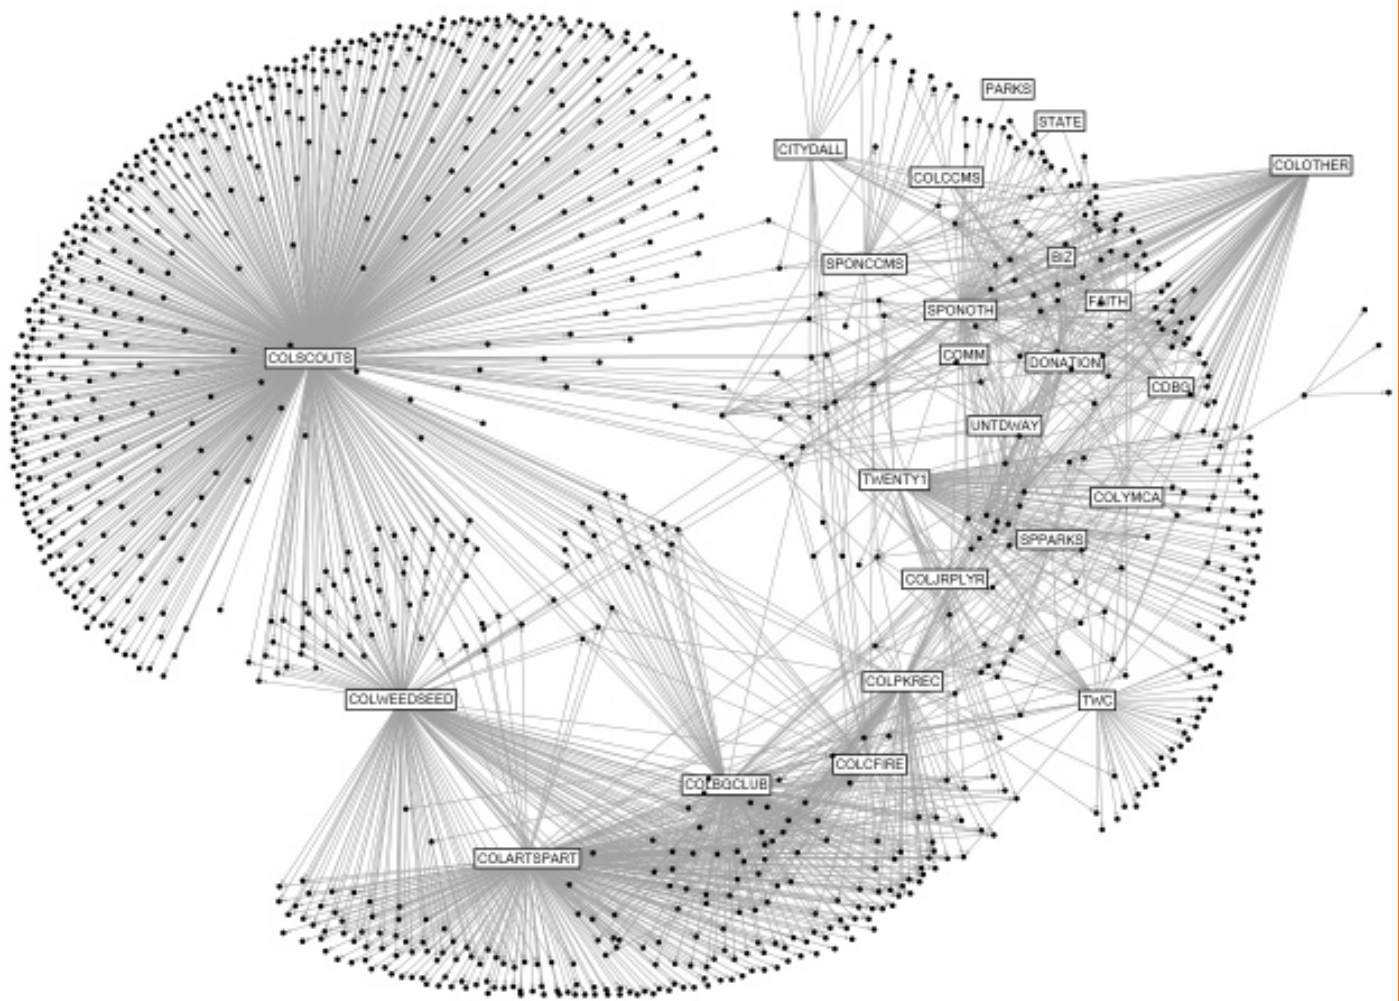 PARKS
STATE
CITYDALL
COLOTHER
COLCCMS
BIZ
SPONCCMS
FAITH
SPONOTH
COMM
COLSCOUTS
DONATION
CDBG
UNTDWAY
TWENTY1
COLYMCA
SPPARKS
COLJRPLYR
COLPKREC
COLWEEDSEED
TWC
COLCFIRE
COLBGCLUB
COLARTSPART